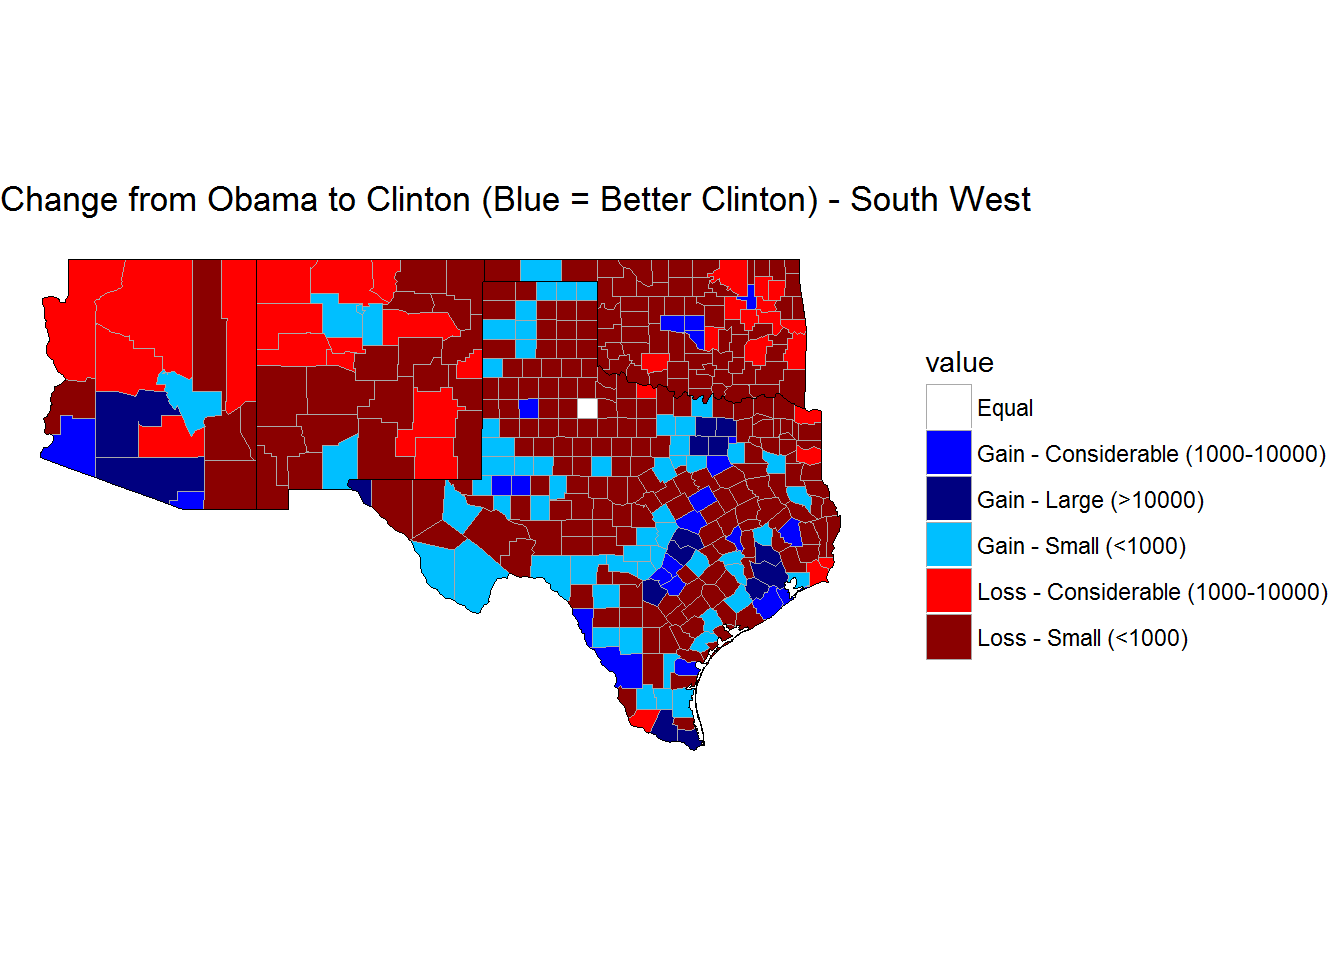 Change from Obama to Clinton (Blue = Better Clinton) - South West
value
Equal
Gain - Considerable (1000-10000)
Gain - Large (>10000)
Gain - Small (<1000)
Loss - Considerable (1000-10000)
Loss - Small (<1000)